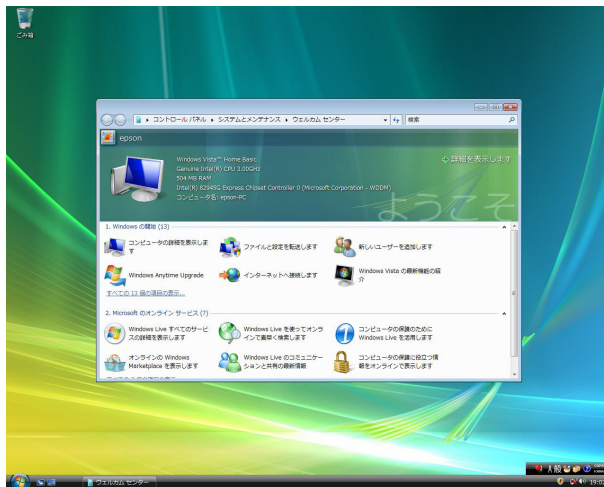 ごみ箱
コントロール パネル ▸ システムとメンテナンス ▸ ウェルカム センター
検索
epson
Windows Vista™ Home Basic
詳細を表示します
Genuine Intel(R) CPU 3.00GHz
504 MB RAM
Intel(R) 82945G Express Chipset Controller 0 (Microsoft Corporation - WDDM)
コンピュータ名: epson-PC
ようこそ
1. Windows の開始 (13)
コンピュータの詳細を表示しま
す
ファイルと設定を転送します
新しいユーザーを追加します
Windows Anytime Upgrade
インターネットへ接続します
Windows Vista の最新機能の紹
介
すべての 13 個の項目の表示...
2. Microsoft のオンライン サービス (7)
Windows Live すべてのサービ
スの詳細を表示します
Windows Live を使ってオンラ
インで素早く検索します
コンピュータの保護のために
Windows Live を活用します
オンラインの Windows
Marketplace を表示します
Windows Live のコミュニケー
ションと共有の最新情報
コンピュータの保護に役立つ情
報をオンラインで表示します
A 般
ウェルカム センター
19:02